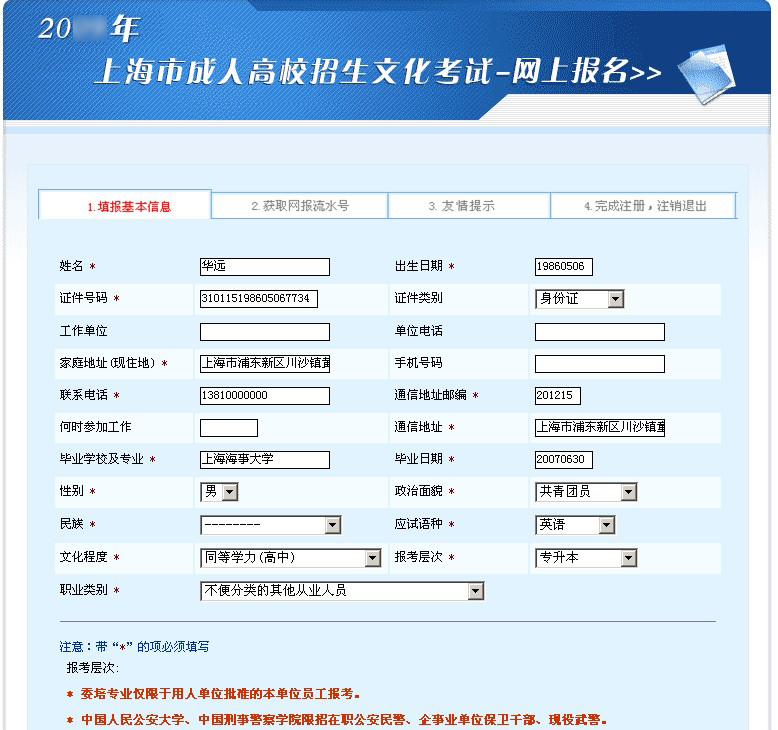 20 年
上海市成人高校招生文化考试-网上报名>>
1.填报基本信息 2.获取网报流水号 3. 友情提示 4.完成注册，注销退出
姓名 * 华远 出生日期 * 19860506
证件号码 * 310115198605067734 证件类别 身份证
工作单位 单位电话
家庭地址(现住地) * 上海市浦东新区川沙镇 手机号码
联系电话 * 13810000000 通信地址邮编 * 201215
何时参加工作 通信地址 * 上海市浦东新区川沙镇
毕业学校及专业 * 上海海事大学 毕业日期 * 20070630
性别 * 男 政治面貌 * 共青团员
民族 * -------- 应试语种 * 英语
文化程度 * 同等学力(高中) 报考层次 * 专升本
职业类别 * 不便分类的其他从业人员
注意：带“*”的项必须填写
报考层次:
* 委培专业仅限于用人单位批准的本单位员工报考。
* 中国人民公安大学、中国刑事警察学院限招在职公安民警、企事业单位保卫干部、现役武警。